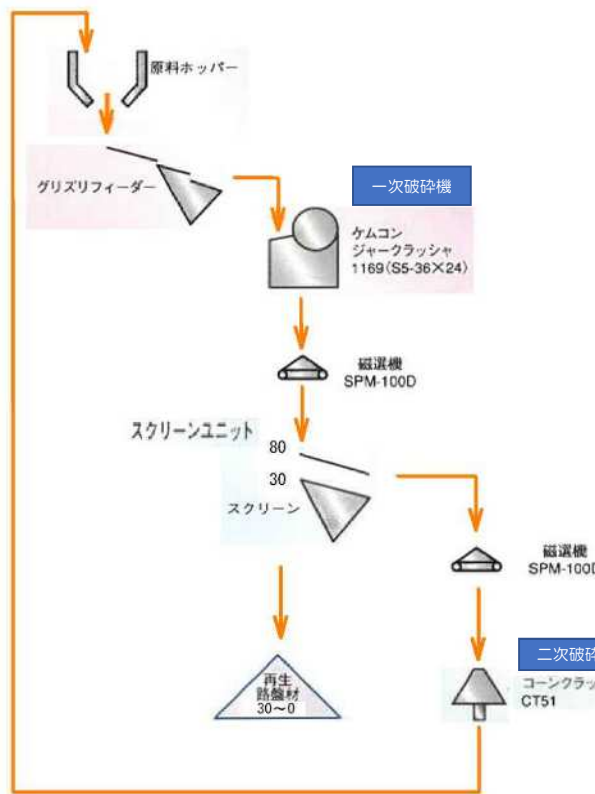 原料ホッパー
グリズリフィーダー
一次破砕機
ケムコン
ジャークラッシャ
1169(S5-36×24)
磁選機
SPM-100D
スクリーンユニット
80
30
スクリーン
磁選機
SPM-100D
二次破砕
コーンクラッ
CT51
再生
路盤材
30～0